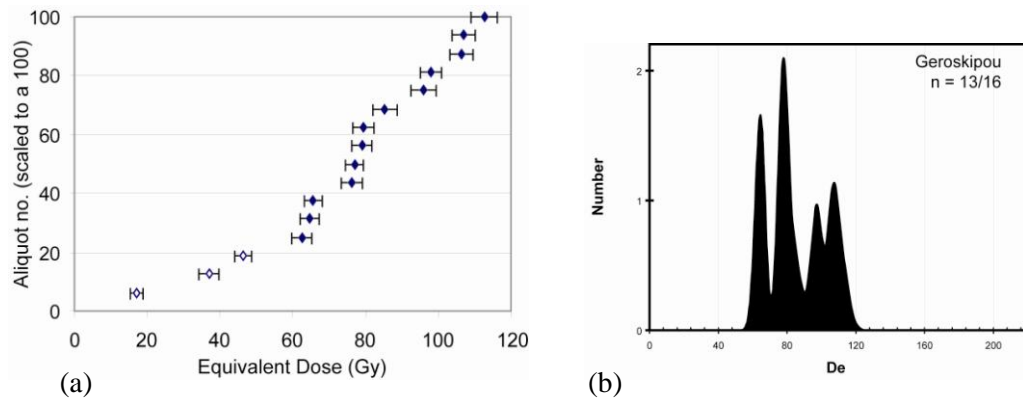 100
80
60
40
20
0
Aliquot no. (scaled to a 100)
0 20 40 60 80 100 120
Equivalent Dose (Gy)
(a)
Geroskipou
n = 13/16
2
1
0
Number
0 40 80 120 160 200
De
(b)